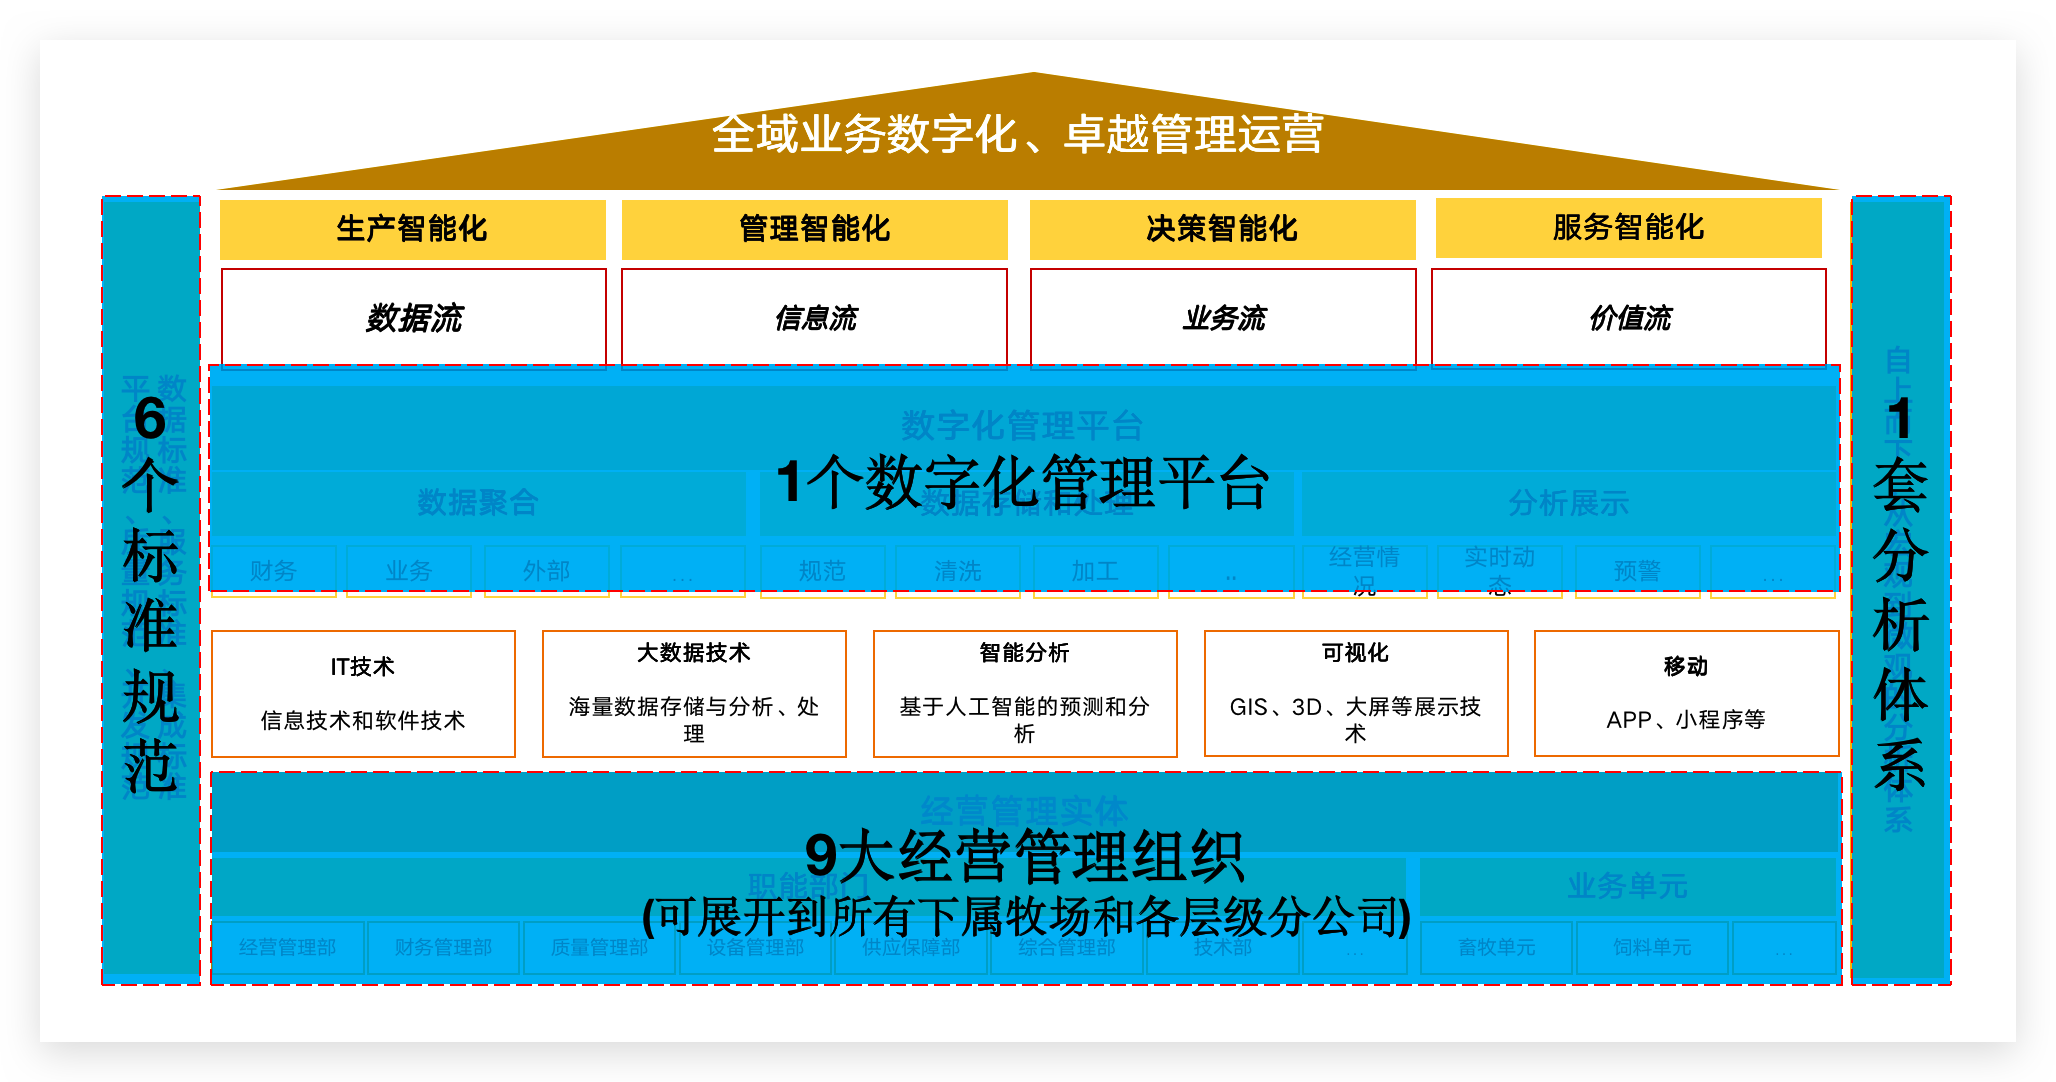 全域业务数字化、卓越管理运营
生产智能化
管理智能化
决策智能化
服务智能化
数据流
信息流
业务流
价值流
6个标准规范
数字化管理平台
1个数字化管理平台
数据聚合
数据存储和处理
分析展示
财务
业务
外部
...
规范
清洗
加工
..
经营情
况
实时动
态
预警
...
IT技术
信息技术和软件技术
大数据技术
海量数据存储与分析、处
理
智能分析
基于人工智能的预测和分
析
可视化
GIS、3D、大屏等展示技
术
移动
APP、小程序等
经营管理实体
9大经营管理组织
职能部门
业务单元
(可展开到所有下属牧场和各层级分公司)
经营管理部
财务管理部
质量管理部
设备管理部
供应保障部
综合管理部
技术部
...
畜牧单元
饲料单元
...
1套分析体系